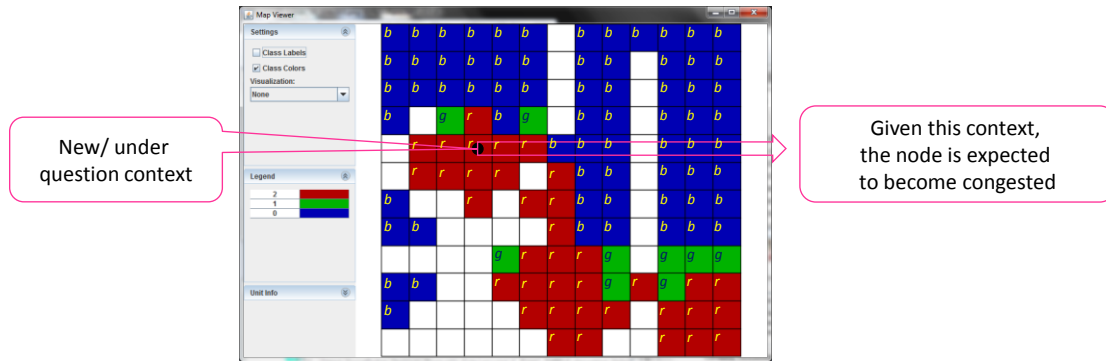 Map Viewer
Settings
Class Labels
Class Colors
Visualization:
None
Legend
2
1
0
Unit Info
b b b b b b b b b b b b
b b b b b b b b b b b
b b b b b b b b b b b
b g r b g b b b b b
r r r r r b b b b b b
r r r r r b b b b b
b r r r b b b b b
b b r b b b b b
g r r r g g g g
b b r r r r g r g r r
b r r r r r r r
r r r r r
New/ under
question context
Given this context,
the node is expected
to become congested